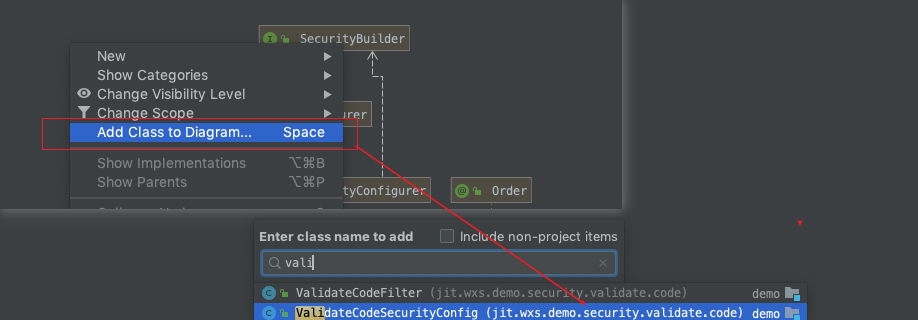 SecurityBuilder
New
Show Categories
Change Visibility Level
Change Scope
Add Class to Diagram... Space
Show Implementations ⌥⌘B
Show Parents ⌥⌘P
Order
Enter class name to add Include non-project items
vali
ValidateCodeFilter (jit.wxs.demo.security.validate.code) demo
ValidateCodeSecurityConfig (jit.wxs.demo.security.validate.code) demo